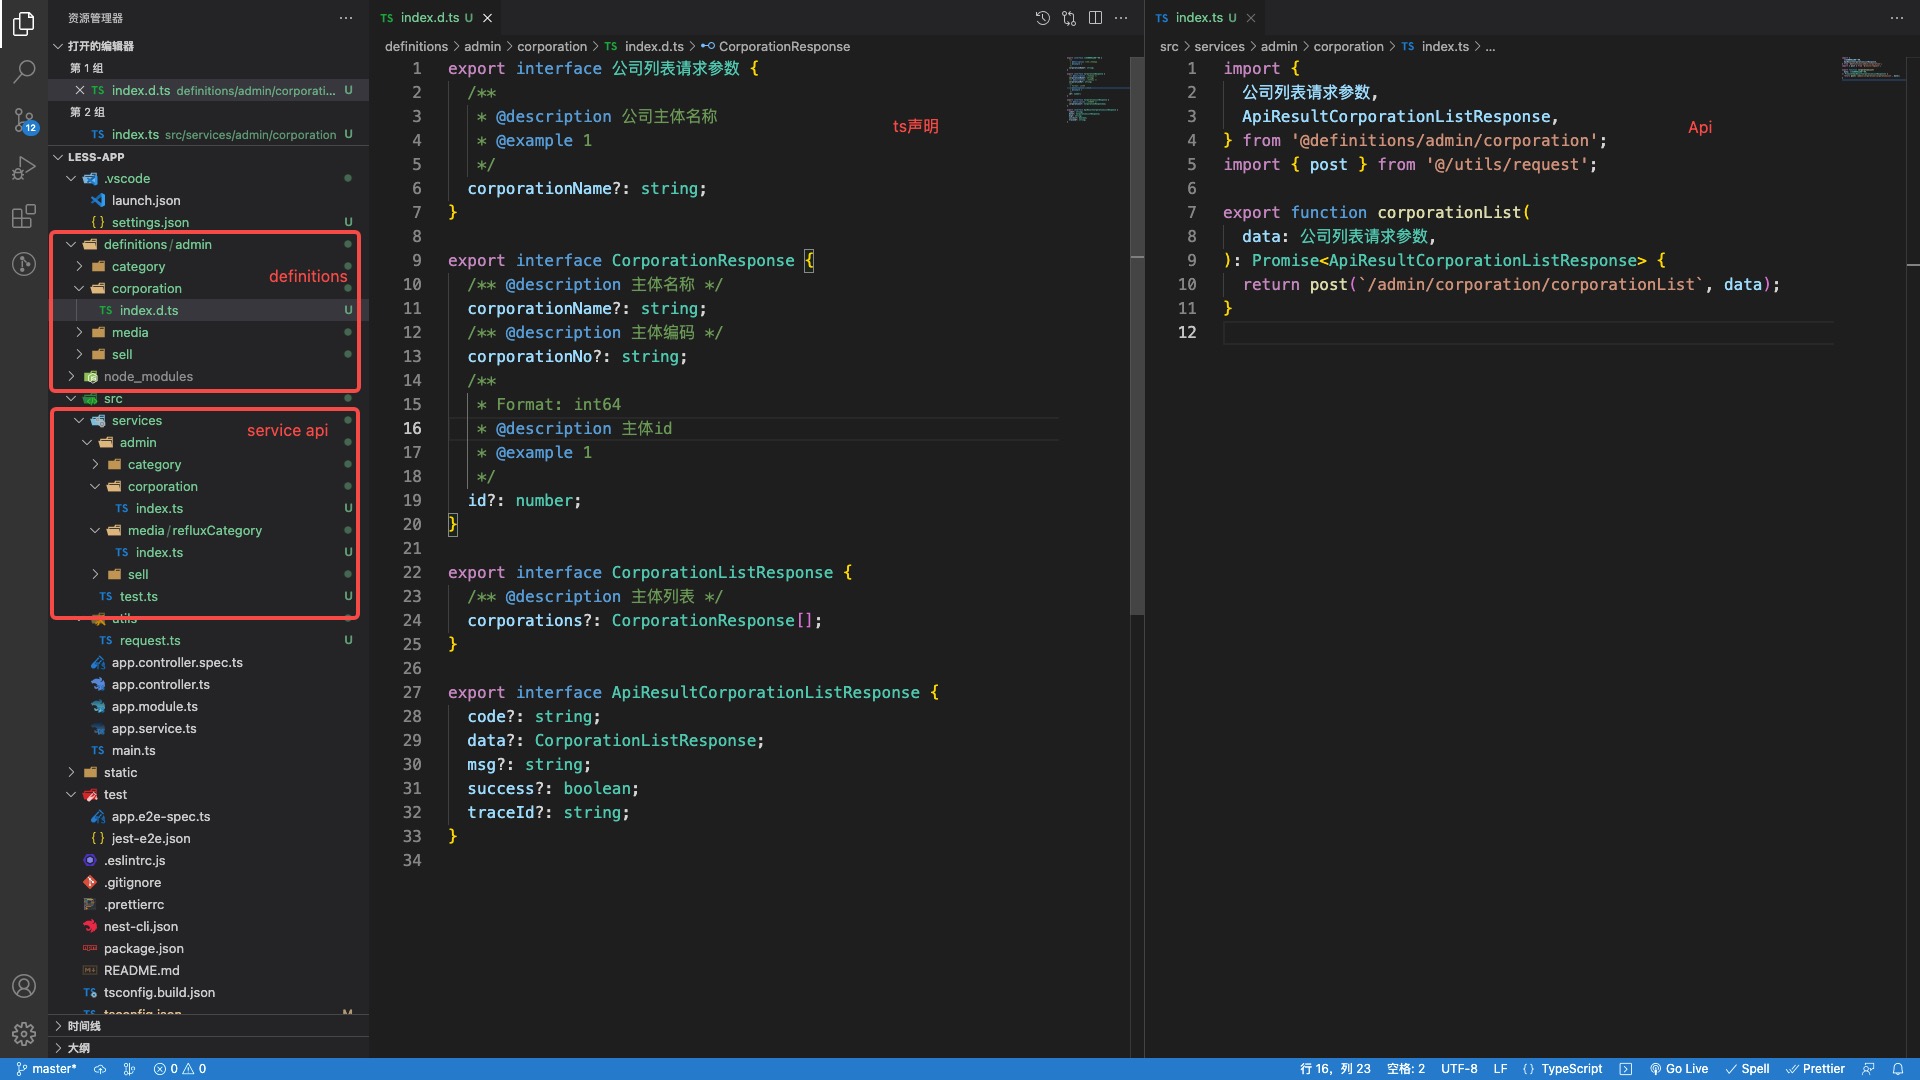 资源管理器
打开的编辑器
第 1 组
TS index.d.ts definitions/admin/corporati... U
第 2 组
TS index.ts src/services/admin/corporation U
LESS-APP
.vscode
launch.json
{} settings.json U
definitions/admin
category
definitions
corporation
TS index.d.ts U
media
sell
node_modules
src
services
service api
admin
category
corporation
TS index.ts U
media/refluxCategory
TS index.ts U
sell
TS test.ts U
utils
TS request.ts U
app.controller.spec.ts
app.controller.ts
app.module.ts
app.service.ts
TS main.ts
static
test
app.e2e-spec.ts
{} jest-e2e.json
.eslintrc.js
.gitignore
.prettierrc
nest-cli.json
package.json
README.md
TS tsconfig.build.json
TS tsconfig.json M
时间线
大纲
12
TS index.d.ts U
definitions > admin > corporation > TS index.d.ts > CorporationResponse
1 export interface 公司列表请求参数 {
2 /**
3 * @description 公司主体名称
ts声明
4 * @example 1
5 */
6 corporationName?: string;
7 }
8
9 export interface CorporationResponse {
10 /** @description 主体名称 */
11 corporationName?: string;
12 /** @description 主体编码 */
13 corporationNo?: string;
14 /**
15 * Format: int64
16 * @description 主体id
17 * @example 1
18 */
19 id?: number;
20 }
21
22 export interface CorporationListResponse {
23 /** @description 主体列表 */
24 corporations?: CorporationResponse[];
25 }
26
27 export interface ApiResultCorporationListResponse {
28 code?: string;
29 data?: CorporationListResponse;
30 msg?: string;
31 success?: boolean;
32 traceId?: string;
33 }
34
TS index.ts U
src > services > admin > corporation > TS index.ts > ...
1 import {
2 公司列表请求参数,
3 ApiResultCorporationListResponse,
Api
4 } from '@definitions/admin/corporation';
5 import { post } from '@/utils/request';
6
7 export function corporationList(
8 data: 公司列表请求参数,
9 ): Promise<ApiResultCorporationListResponse> {
10 return post(`/admin/corporation/corporationList`, data);
11 }
12
master* 0 0 行 16，列 23 空格: 2 UTF-8 LF {} TypeScript Go Live Spell Prettier